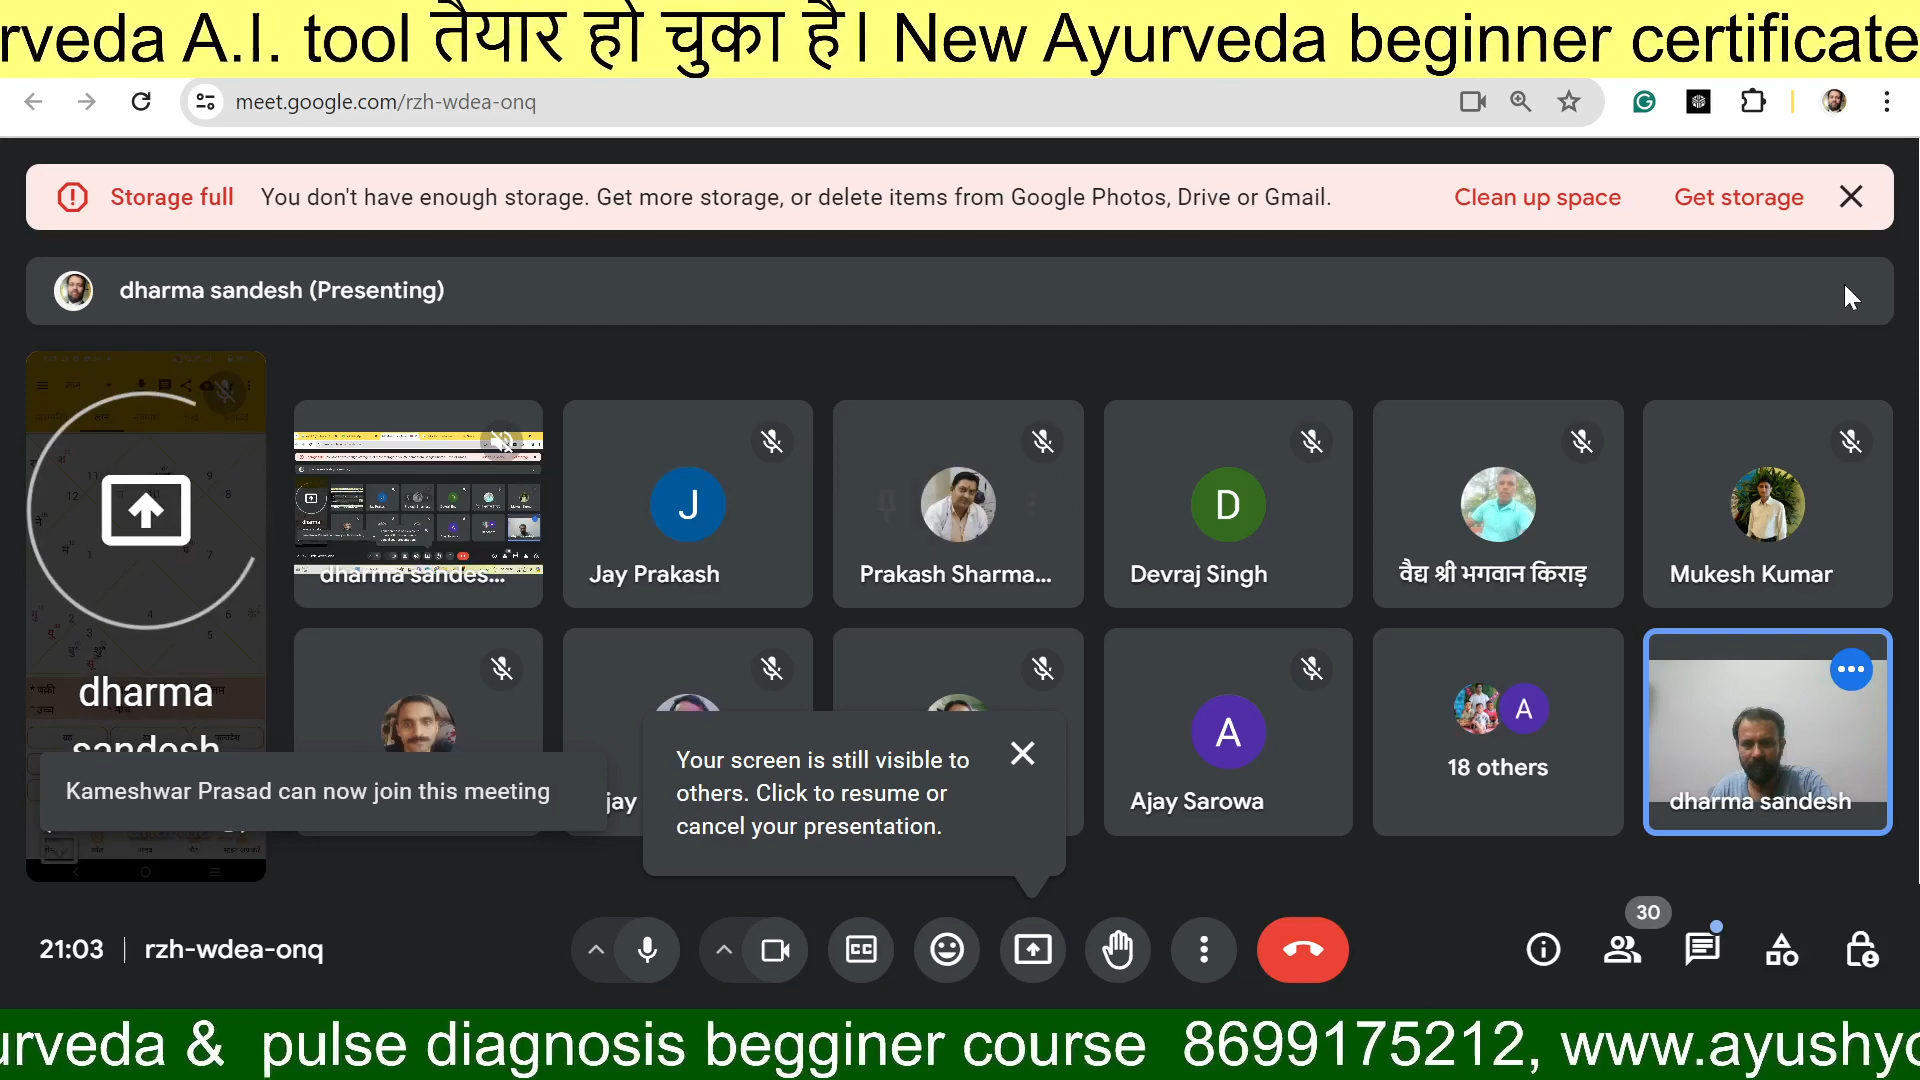 rveda A.I. tool तैयार हो चुका है। New Ayurveda beginner certificate
meet.google.com/rzh-wdea-onq
Storage full You don't have enough storage. Get more storage, or delete items from Google Photos, Drive or Gmail. Clean up space Get storage
dharma sandesh (Presenting)
dharma sandes...
Jay Prakash
Prakash Sharma...
D
Devraj Singh
वैद्य श्री भगवान किराड़
Mukesh Kumar
J
dharma
sandesh
Kameshwar Prasad can now join this meeting
jay
Your screen is still visible to
others. Click to resume or
cancel your presentation.
A
Ajay Sarowa
A
18 others
dharma sandesh
21:03 rzh-wdea-onq
CC
30
urveda & pulse diagnosis begginer course 8699175212, www.ayushyo